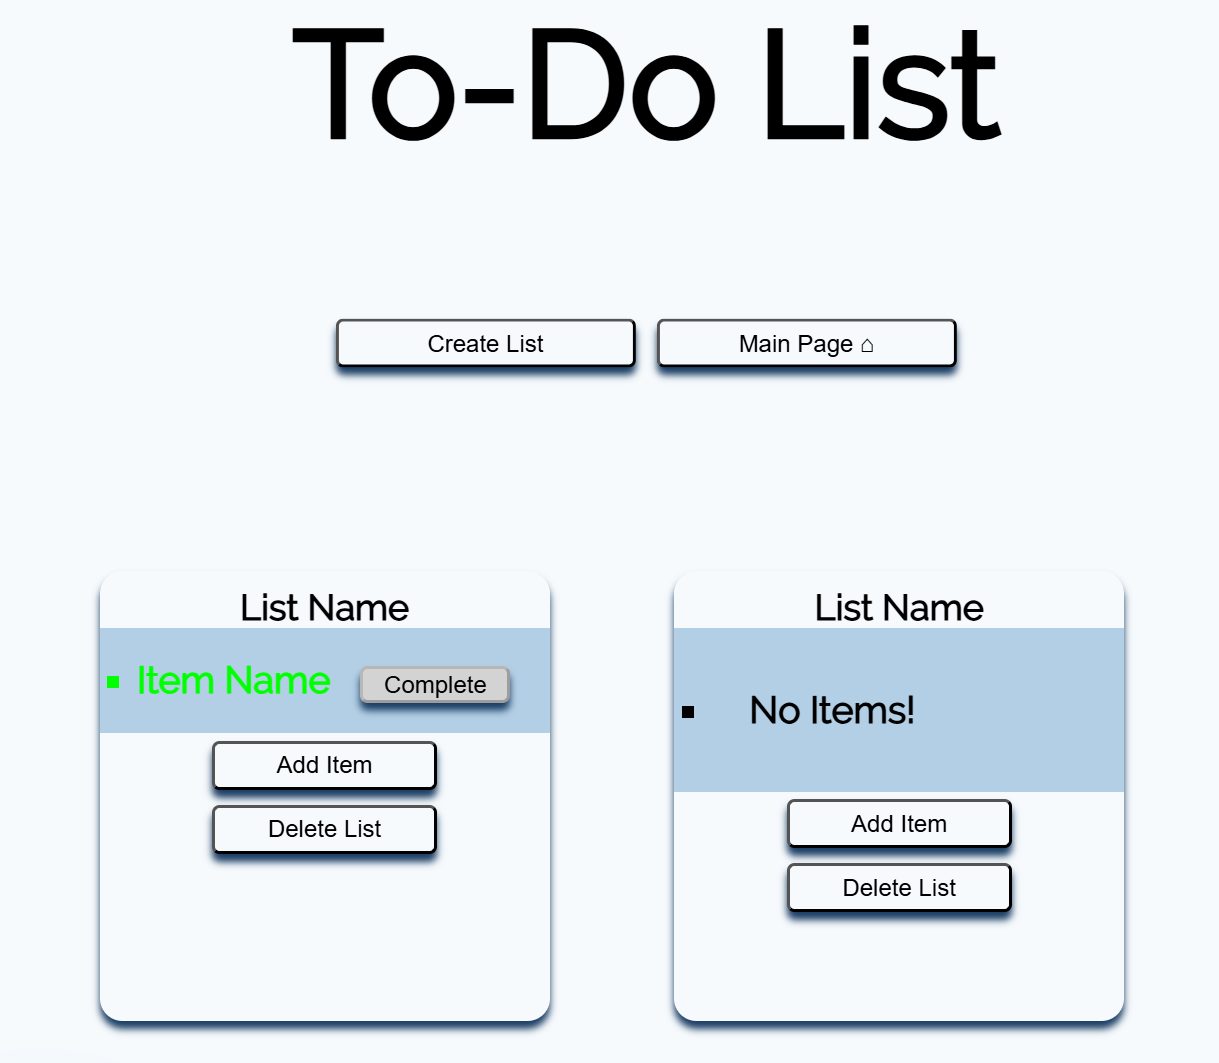 To-Do List
Create List
Main Page ⌂
List Name
Item Name
Complete
Add Item
Delete List
List Name
No Items!
Add Item
Delete List